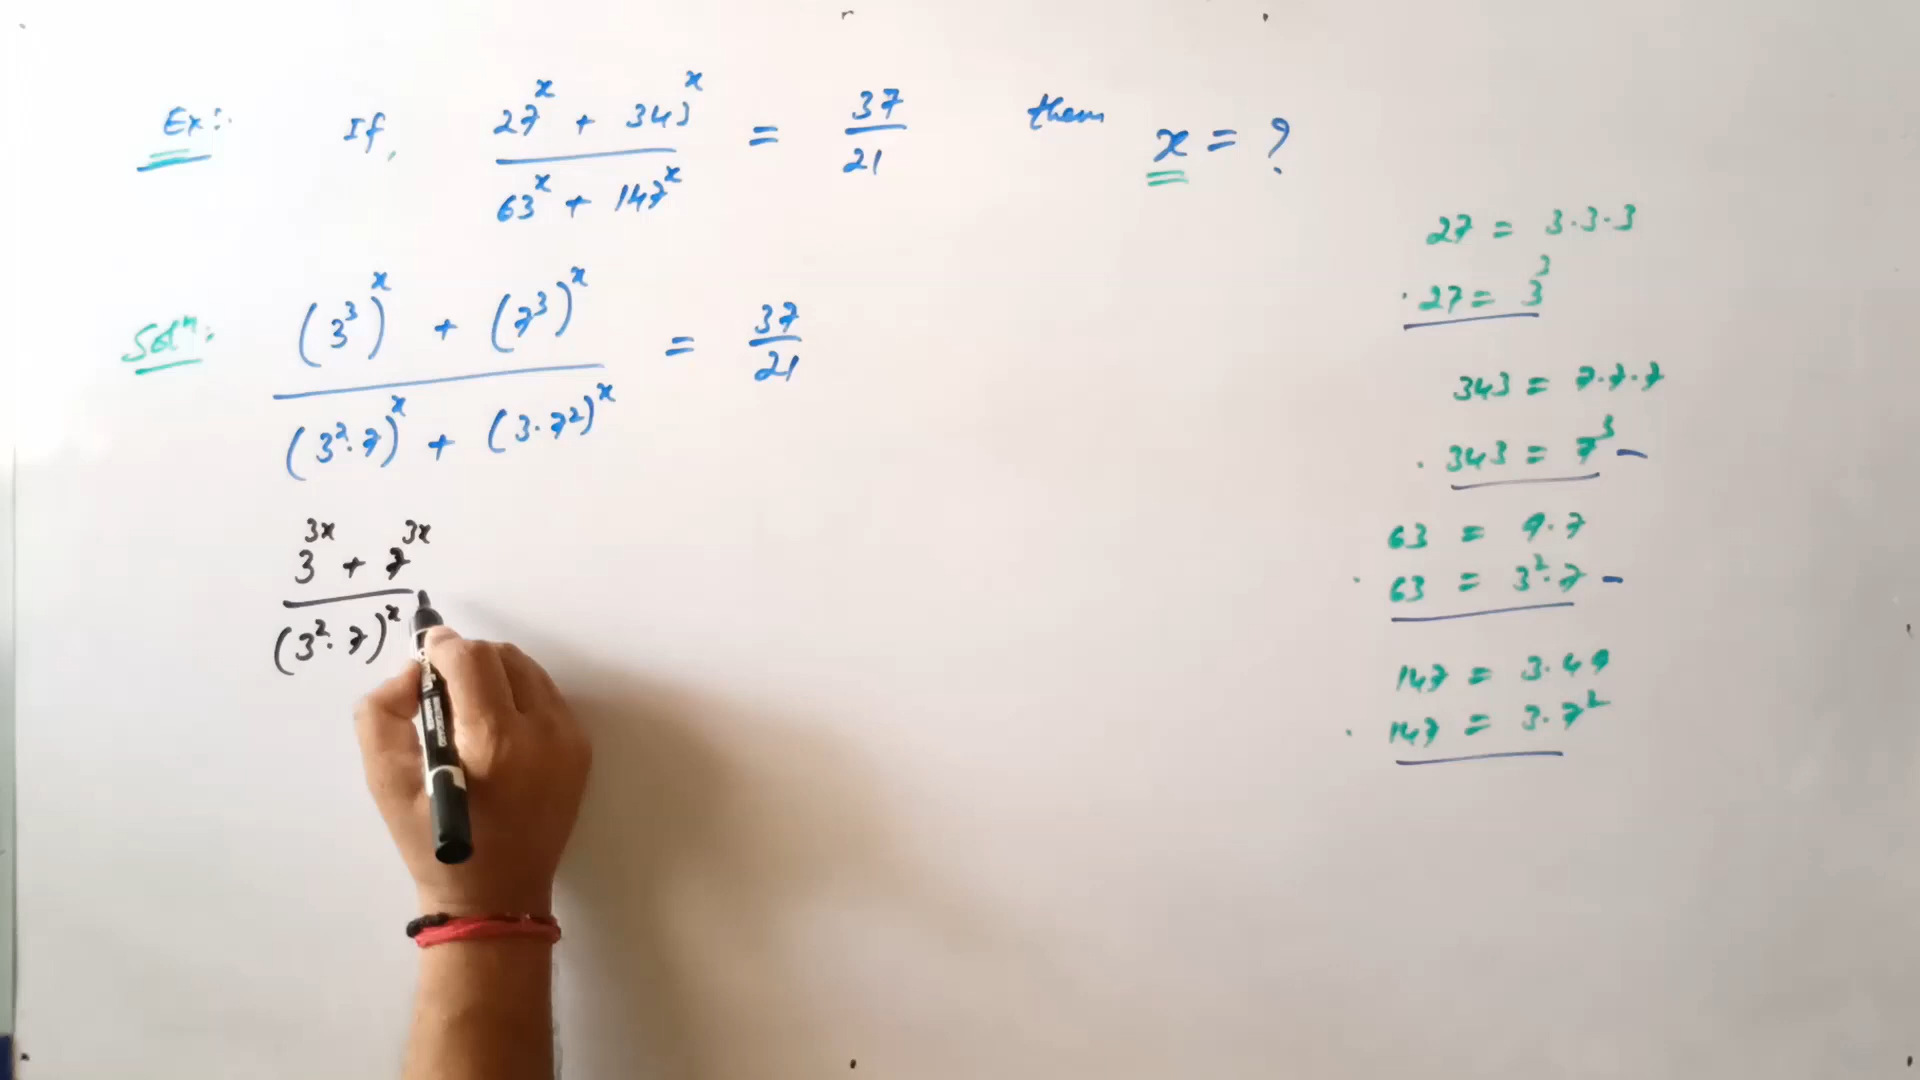 Ex:. If, (27^x + 343^x)/(63^x + 147^x) = 37/21 then x = ?
Solⁿ: ((3^3)^x + (7^3)^x)/((3^2·7)^x + (3·7^2)^x) = 37/21
3^3x + 7^3x
(3^2·7)^x
27 = 3·3·3
·27 = 3^3
343 = 7·7·7
·343 = 7^3 –
63 = 9·7
·63 = 3^2·7 –
147 = 3·49
·147 = 3·7^2